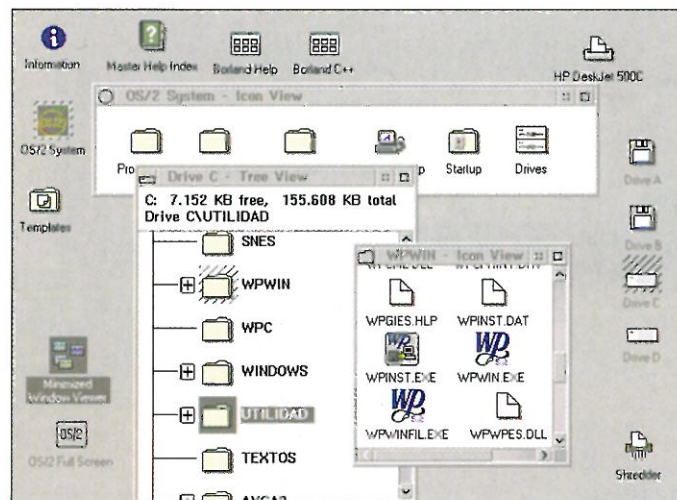 Information
Master Help Index
Borland Help
Borland C++
HP DeskJet 500C
OS/2 System - Icon View
OS/2 System
Startup
Drives
Drive A
Templates
Drive C - Tree View
C: 7.152 KB free, 155.608 KB total
Drive C\UTILIDAD
SNES
WPWIN
WPC
WINDOWS
UTILIDAD
TEXTOS
Drive B
WPWIN - Icon View
WPGIES.HLP
WPINST.DAT
WPINST.EXE
WPWIN.EXE
WPWINFIL.EXE
WPWPES.DLL
Drive C
Drive D
Minimized
Window Viewer
OS/2
OS/2 Full Screen
Shredder